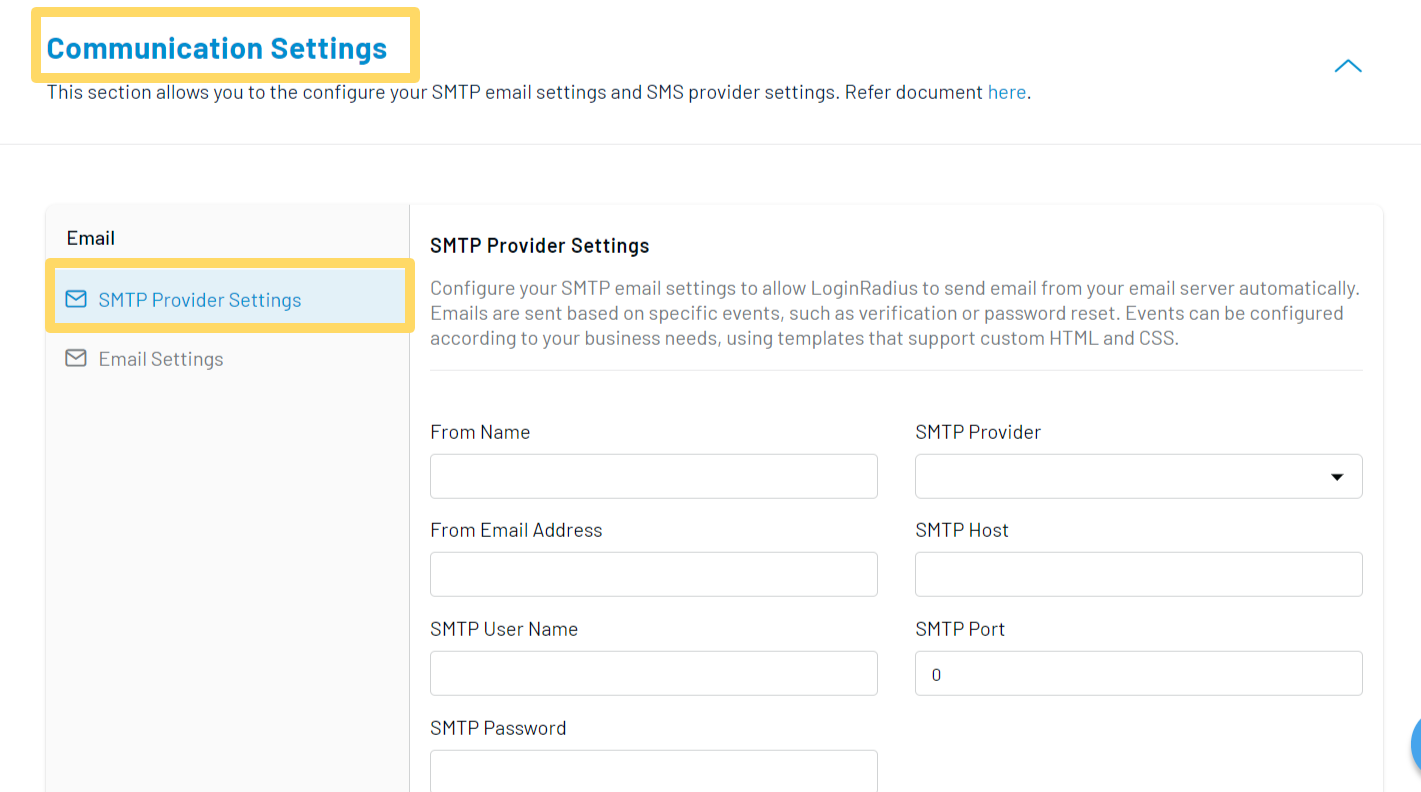 Communication Settings
This section allows you to the configure your SMTP email settings and SMS provider settings. Refer document here.
Email
SMTP Provider Settings
Email Settings
SMTP Provider Settings
Configure your SMTP email settings to allow LoginRadius to send email from your email server automatically.
Emails are sent based on specific events, such as verification or password reset. Events can be configured
according to your business needs, using templates that support custom HTML and CSS.
From Name
SMTP Provider
From Email Address
SMTP Host
SMTP User Name
SMTP Port
0
SMTP Password